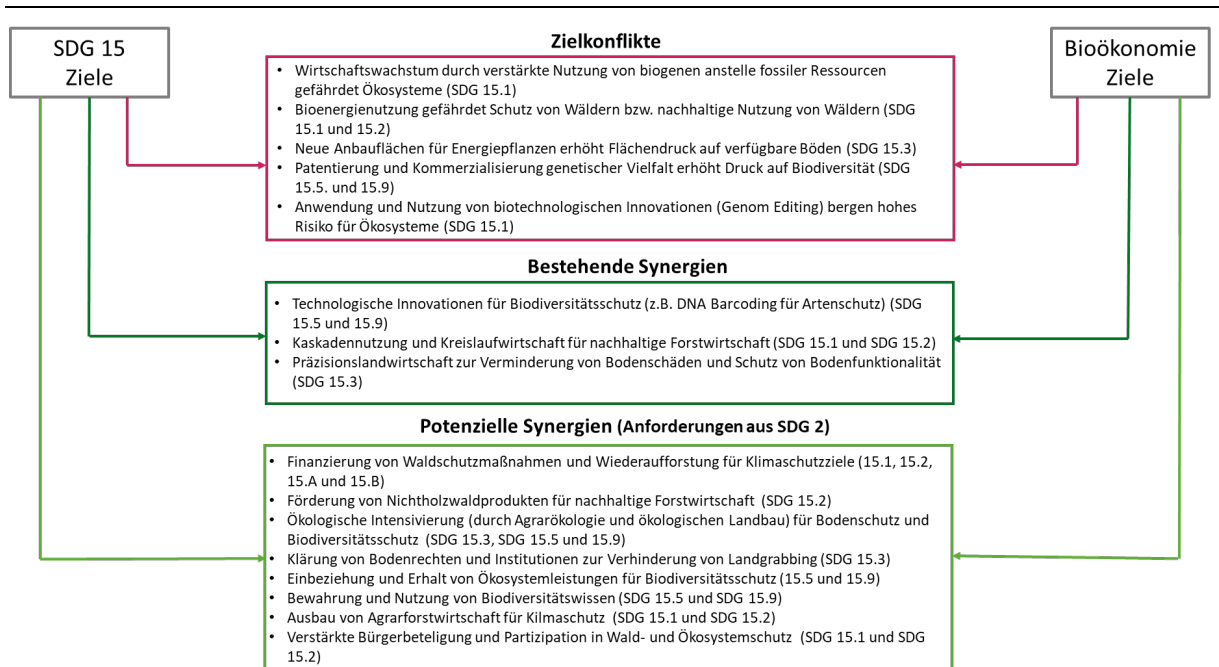 SDG 15
Ziele
Bioökonomie
Ziele
Zielkonflikte
• Wirtschaftswachstum durch verstärkte Nutzung von biogenen anstelle fossiler Ressourcen
gefährdet Ökosysteme (SDG 15.1)
• Bioenergienutzung gefährdet Schutz von Wäldern bzw. nachhaltige Nutzung von Wäldern (SDG
15.1 und 15.2)
• Neue Anbauflächen für Energiepflanzen erhöht Flächendruck auf verfügbare Böden (SDG 15.3)
• Patentierung und Kommerzialisierung genetischer Vielfalt erhöht Druck auf Biodiversität (SDG
15.5. und 15.9)
• Anwendung und Nutzung von biotechnologischen Innovationen (Genom Editing) bergen hohes
Risiko für Ökosysteme (SDG 15.1)
Bestehende Synergien
• Technologische Innovationen für Biodiversitätsschutz (z.B. DNA Barcoding für Artenschutz) (SDG
15.5 und 15.9)
• Kaskadennutzung und Kreislaufwirtschaft für nachhaltige Forstwirtschaft (SDG 15.1 und SDG 15.2)
• Präzisionslandwirtschaft zur Verminderung von Bodenschäden und Schutz von Bodenfunktionalität
(SDG 15.3)
Potenzielle Synergien (Anforderungen aus SDG 2)
• Finanzierung von Waldschutzmaßnahmen und Wiederaufforstung für Klimaschutzziele (15.1, 15.2,
15.A und 15.B)
• Förderung von Nichtholzwaldprodukten für nachhaltige Forstwirtschaft (SDG 15.2)
• Ökologische Intensivierung (durch Agrarökologie und ökologischen Landbau) für Bodenschutz und
Biodiversitätsschutz (SDG 15.3, SDG 15.5 und 15.9)
• Klärung von Bodenrechten und Institutionen zur Verhinderung von Landgrabbing (SDG 15.3)
• Einbeziehung und Erhalt von Ökosystemleistungen für Biodiversitätsschutz (15.5 und 15.9)
• Bewahrung und Nutzung von Biodiversitätswissen (SDG 15.5 und SDG 15.9)
• Ausbau von Agrarforstwirtschaft für Kilmaschutz (SDG 15.1 und SDG 15.2)
• Verstärkte Bürgerbeteligung und Partizipation in Wald- und Ökosystemschutz (SDG 15.1 und SDG
15.2)